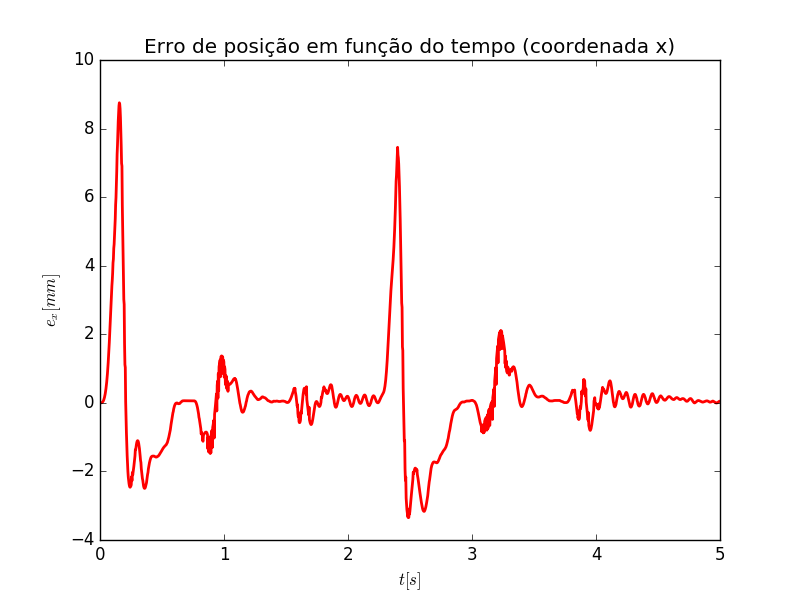 Erro de posição em função do tempo (coordenada x)
10
8
6
4
2
0
−2
−4
e_x [mm]
0 1 2 3 4 5
t[s]